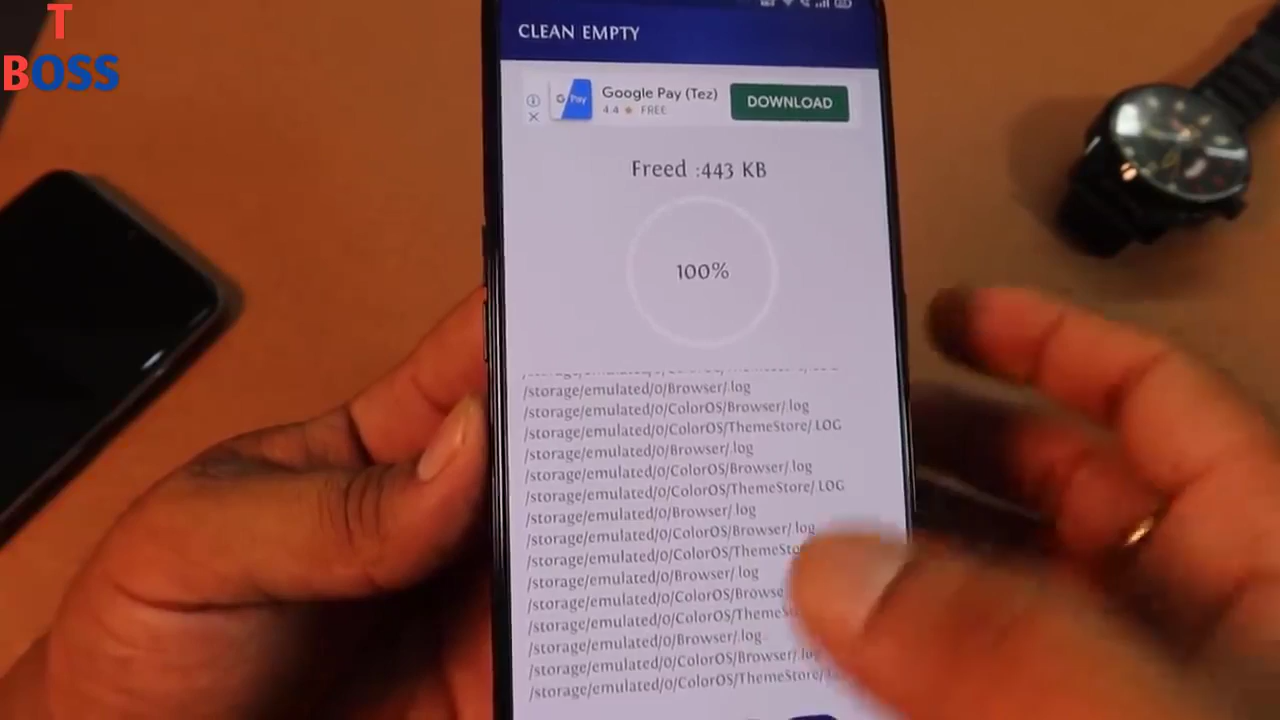 T
BOSS
CLEAN EMPTY
G Pay
Google Pay (Tez)
4.4 ★ FREE
DOWNLOAD
Freed :443 KB
100%
/storage/emulated/0/Browser/.log
/storage/emulated/0/ColorOS/Browser/.log
/storage/emulated/0/ColorOS/ThemeStore/.LOG
/storage/emulated/0/Browser/.log
/storage/emulated/0/ColorOS/Browser/.log
/storage/emulated/0/ColorOS/ThemeStore/.LOG
/storage/emulated/0/Browser/.log
/storage/emulated/0/ColorOS/Browser/.log
/storage/emulated/0/ColorOS/ThemeSto
/storage/emulated/0/Browser/.log
/storage/emulated/0/ColorOS/Browse
/storage/emulated/0/ColorOS/ThemeS
/storage/emulated/0/Browser/.log
/storage/emulated/0/ColorOS/Browser/.log
/storage/emulated/0/ColorOS/ThemeStore/